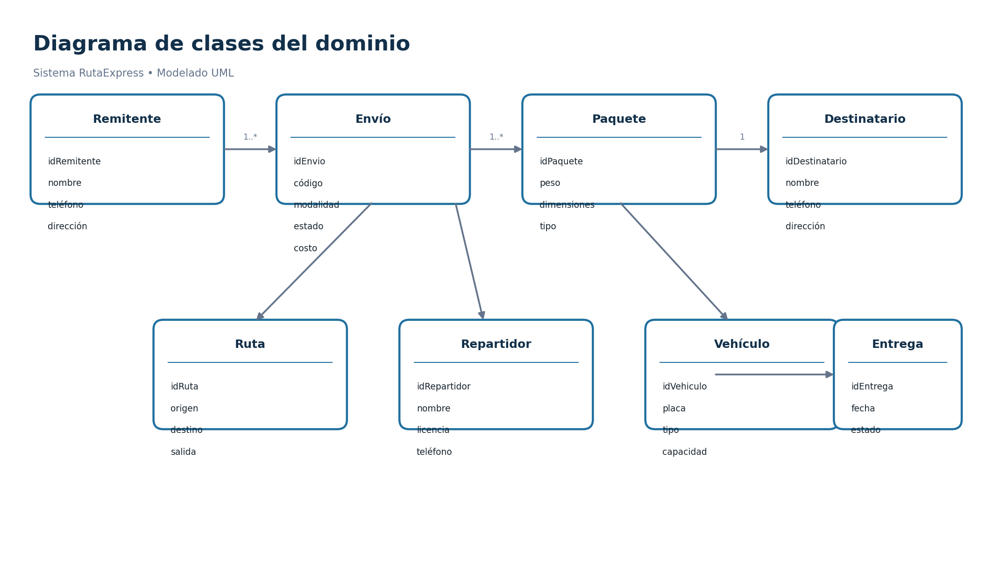 Diagrama de clases del dominio
Sistema RutaExpress • Modelado UML
Remitente
idRemitente
nombre
teléfono
dirección
1..*
Envío
idEnvio
código
modalidad
estado
costo
1..*
Paquete
idPaquete
peso
dimensiones
tipo
1
Destinatario
idDestinatario
nombre
teléfono
dirección
Ruta
idRuta
origen
destino
salida
Repartidor
idRepartidor
nombre
licencia
teléfono
Vehículo
idVehiculo
placa
tipo
capacidad
Entrega
idEntrega
fecha
estado